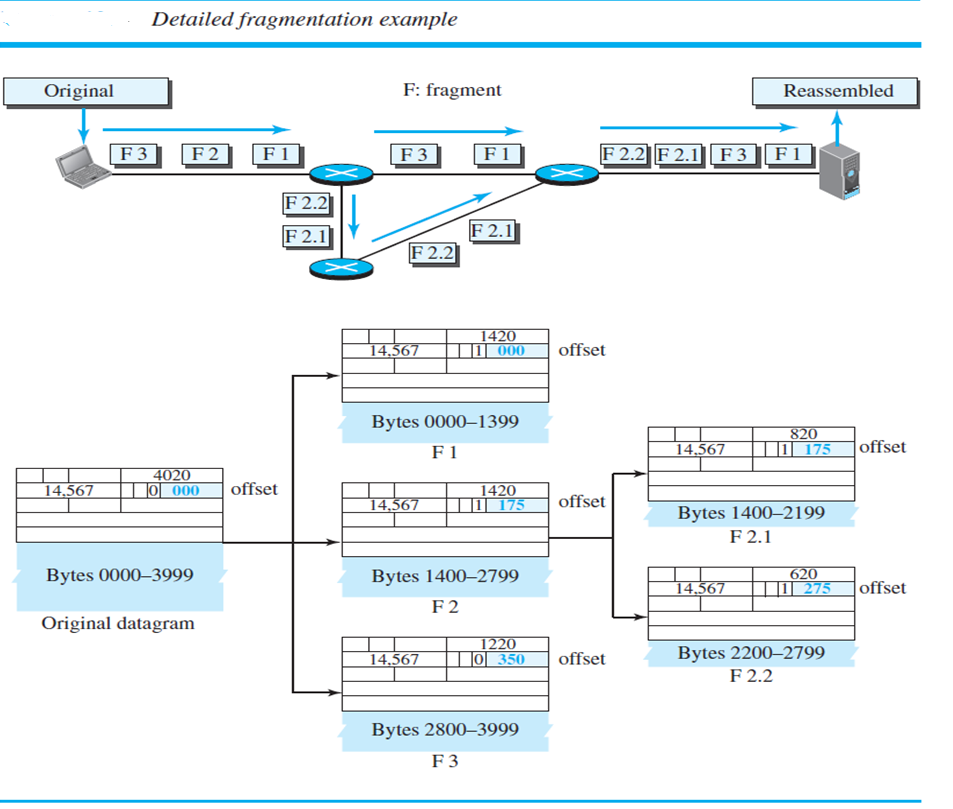 Detailed fragmentation example
Original
F: fragment
Reassembled
F 3
F 2
F 1
F 3
F 1
F 2.2
F 2.1
F 3
F 1
F 2.2
F 2.1
F 2.1
F 2.2
1420
14,567 1 000 offset
Bytes 0000–1399
F 1
4020
14,567 0 000 offset
Bytes 0000–3999
Original datagram
1420
14,567 1 175 offset
Bytes 1400–2799
F 2
1220
14,567 0 350 offset
Bytes 2800–3999
F 3
820
14,567 1 175 offset
Bytes 1400–2199
F 2.1
620
14,567 1 275 offset
Bytes 2200–2799
F 2.2